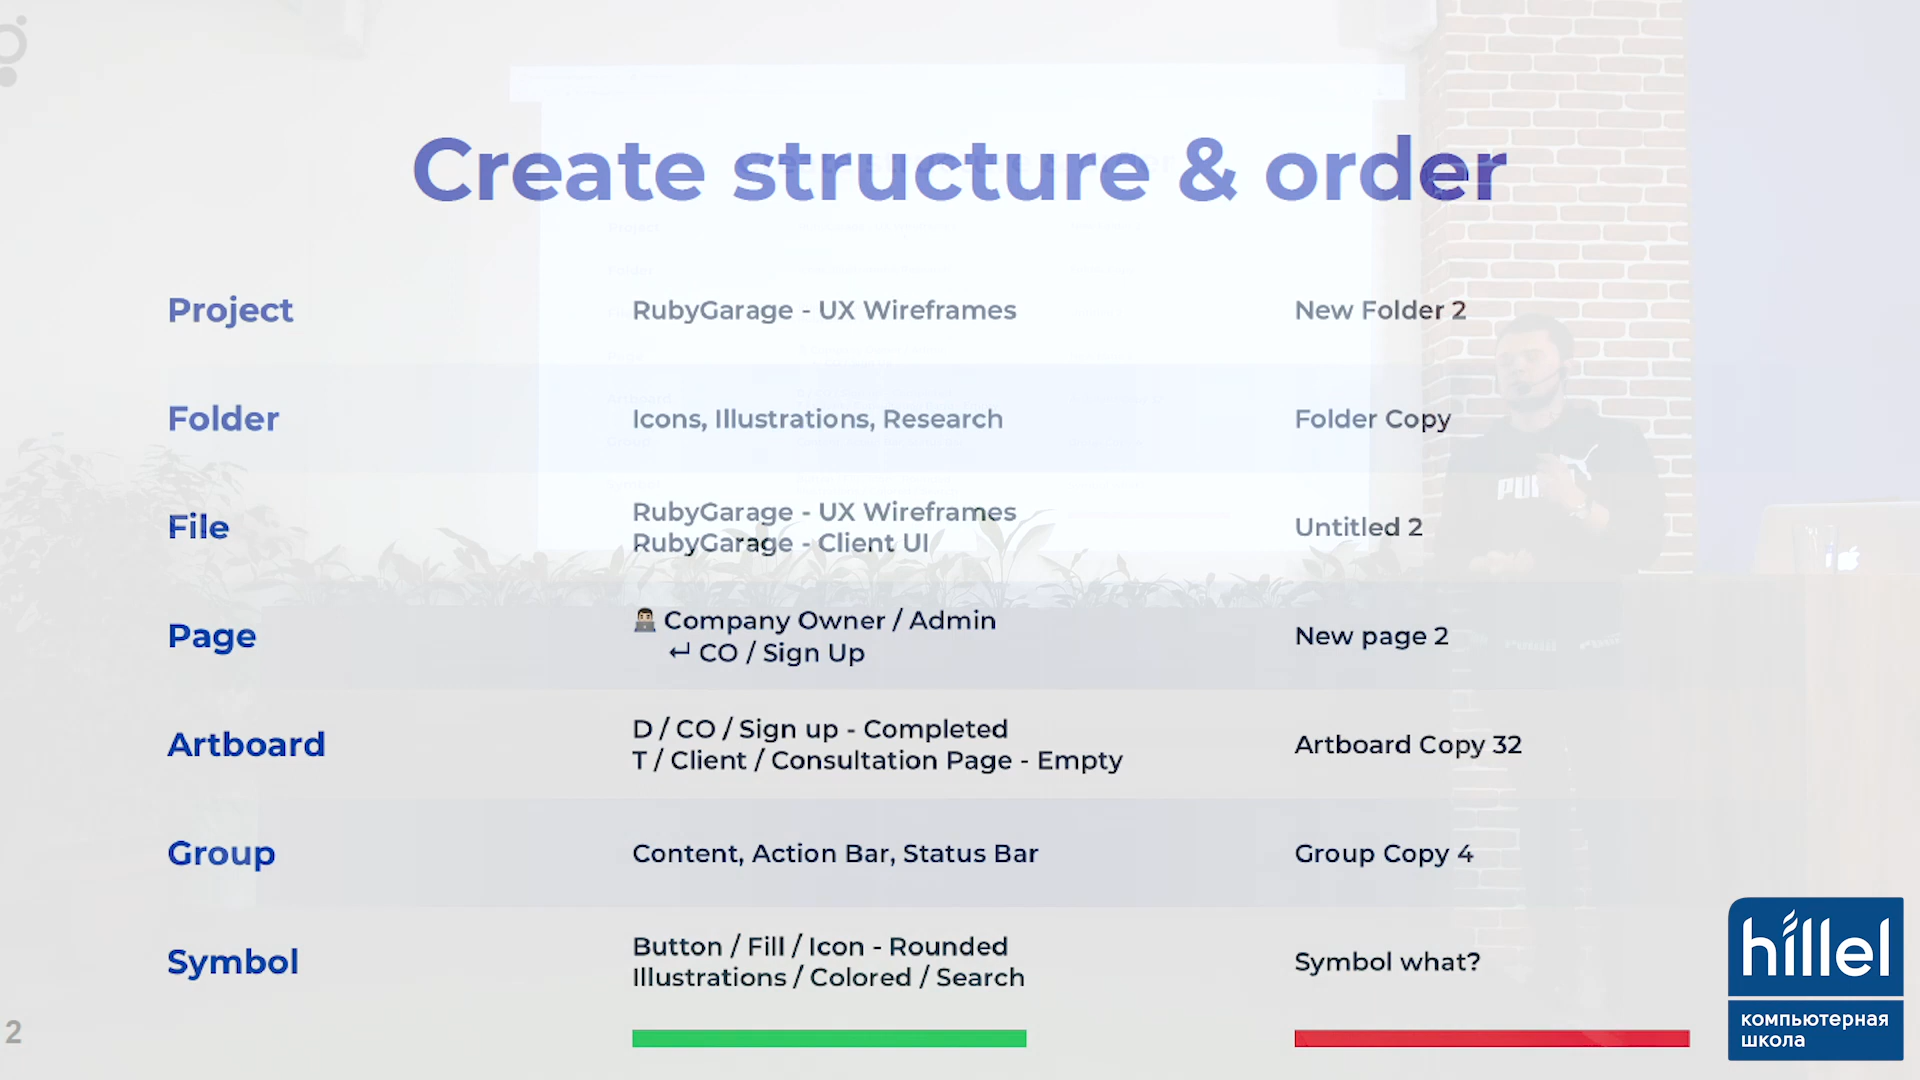 Create structure & order
Project
RubyGarage - UX Wireframes
New Folder 2
Folder
Icons, Illustrations, Research
Folder Copy
File
RubyGarage - UX Wireframes
RubyGarage - Client UI
Untitled 2
Page
Company Owner / Admin
↵ CO / Sign Up
New page 2
Artboard
D / CO / Sign up - Completed
T / Client / Consultation Page - Empty
Artboard Copy 32
Group
Content, Action Bar, Status Bar
Group Copy 4
Symbol
Button / Fill / Icon - Rounded
Illustrations / Colored / Search
Symbol what?
2
hillel
компьютерная
школа